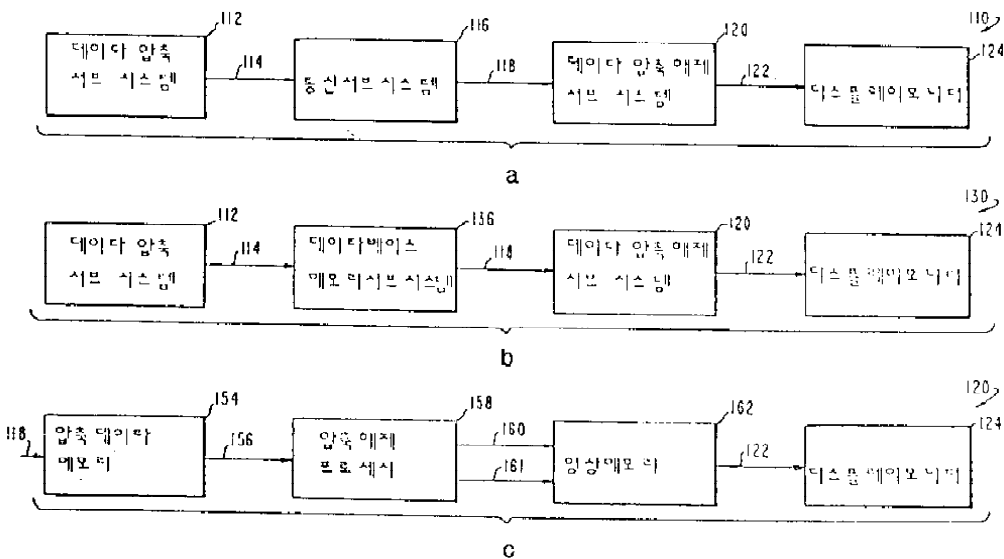 110
112
116
120
124
데이다 압축
서브 시스템
114
통신서브시스템
118
데이다 압축해제
서브 시스템
122
디스플레이모니터
a
130
112
136
120
124
데이다 압축
서브 시스템
114
데이다베이스
메모리서브시스템
118
데이다 압축해제
서브 시스템
122
디스플레이모니터
b
120
154
158
162
124
118
압축데이타
메모리
156
압축해제
프로세서
160
161
영상메모리
122
디스플레이모니터
c